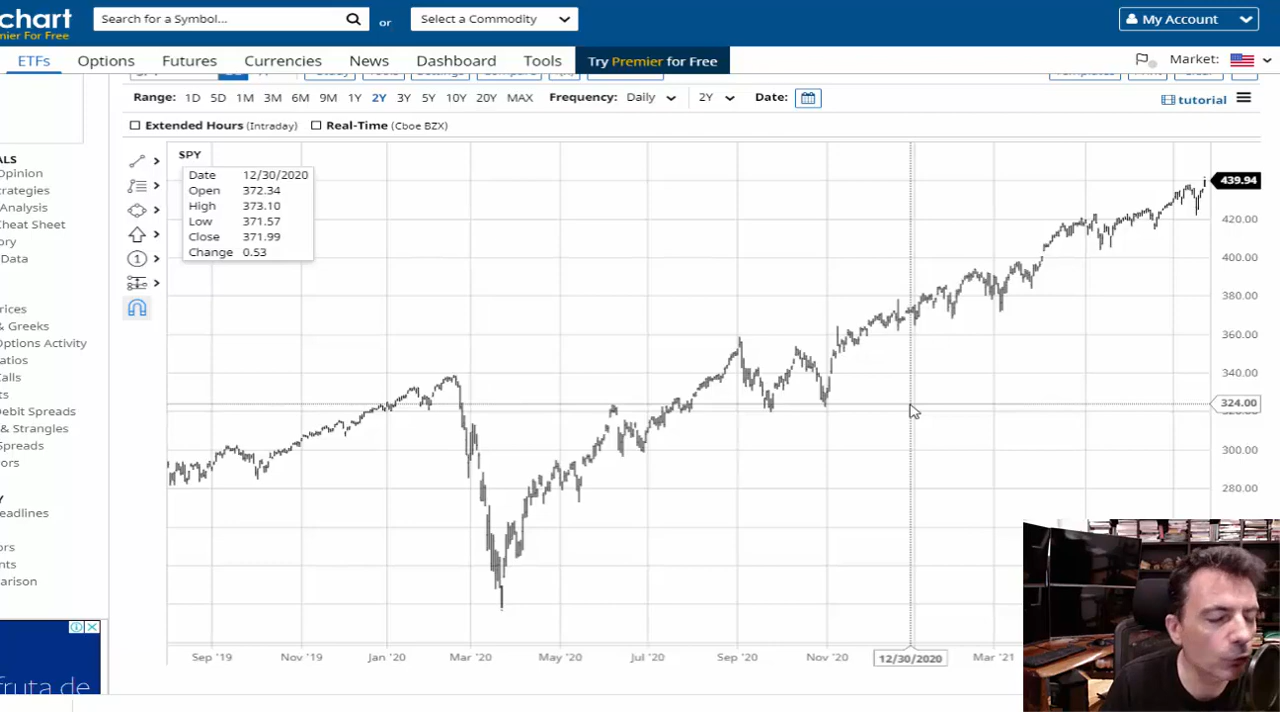 chart
mier For Free
Search for a Symbol...
or
Select a Commodity
My Account
ETFs
Options
Futures
Currencies
News
Dashboard
Tools
Try Premier for Free
Market:
Range:
1D
5D
1M
3M
6M
9M
1Y
2Y
3Y
5Y
10Y
20Y
MAX
Frequency:
Daily
2Y
Date:
tutorial
Extended Hours (Intraday)
Real-Time (Cboe BZX)
ALS
Opinion
rategies
Analysis
heat Sheet
ory
Data
rices
& Greeks
Options Activity
atios
Calls
ts
Debit Spreads
& Strangles
Spreads
ors
Y
eadlines
ors
nts
arison
fruta de
SPY
Date 12/30/2020
Open 372.34
High 373.10
Low 371.57
Close 371.99
Change 0.53
1
439.94
420.00
400.00
380.00
360.00
340.00
324.00
300.00
280.00
Sep '19
Nov '19
Jan '20
Mar '20
May '20
Jul '20
Sep '20
Nov '20
12/30/2020
Mar '21